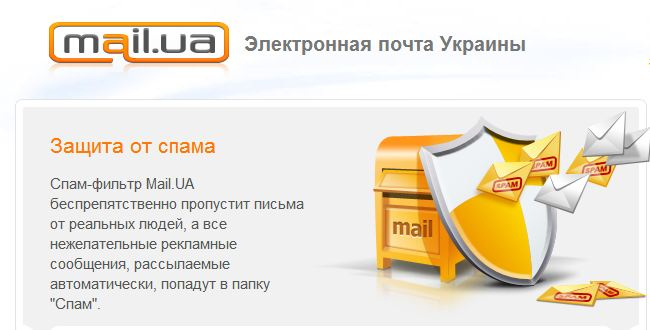 mail.ua
Электронная почта Украины
Защита от спама
Спам-фильтр Mail.UA
беспрепятственно пропустит письма
от реальных людей, а все
нежелательные рекламные
сообщения, рассылаемые
автоматически, попадут в папку
"Спам".
mail
SPAM
SPAM
SPAM
SPAM